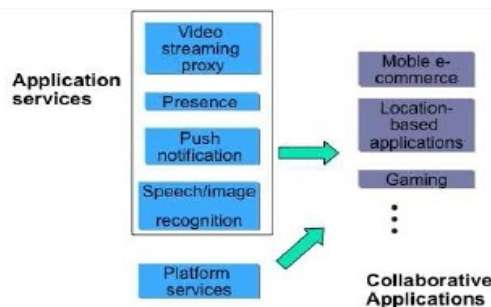 Application
services
Video
streaming
proxy
Presence
Push
notification
Speech/image
recognition
Platform
services
Moble e-
commerce
Location-
based
applications
Gaming
Collaborative
Applications